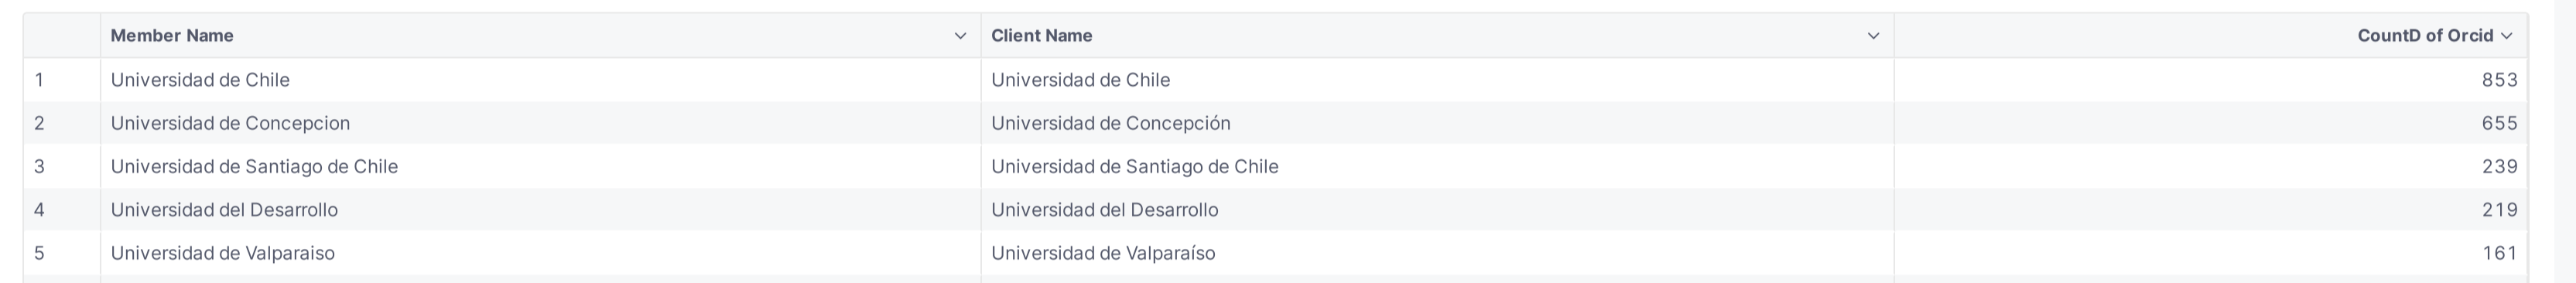 Member Name Client Name CountD of Orcid
1 Universidad de Chile Universidad de Chile 853
2 Universidad de Concepcion Universidad de Concepción 655
3 Universidad de Santiago de Chile Universidad de Santiago de Chile 239
4 Universidad del Desarrollo Universidad del Desarrollo 219
5 Universidad de Valparaiso Universidad de Valparaíso 161